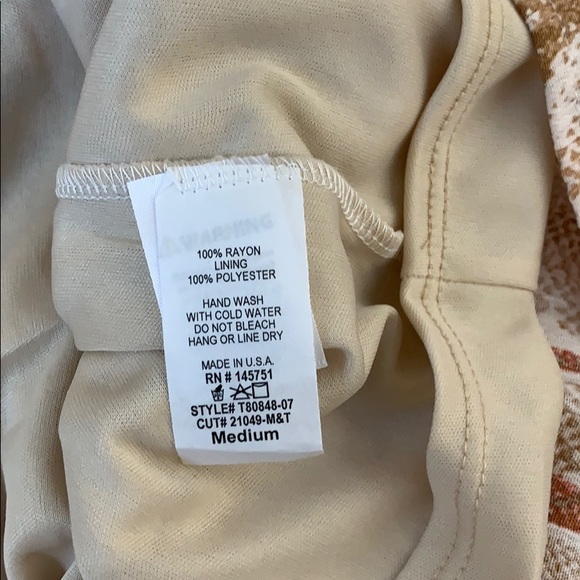 100% RAYON
LINING
100% POLYESTER
HAND WASH
WITH COLD WATER
DO NOT BLEACH
HANG OR LINE DRY
MADE IN U.S.A.
RN # 145751
STYLE# T80848-07
CUT# 21049-M&T
Medium